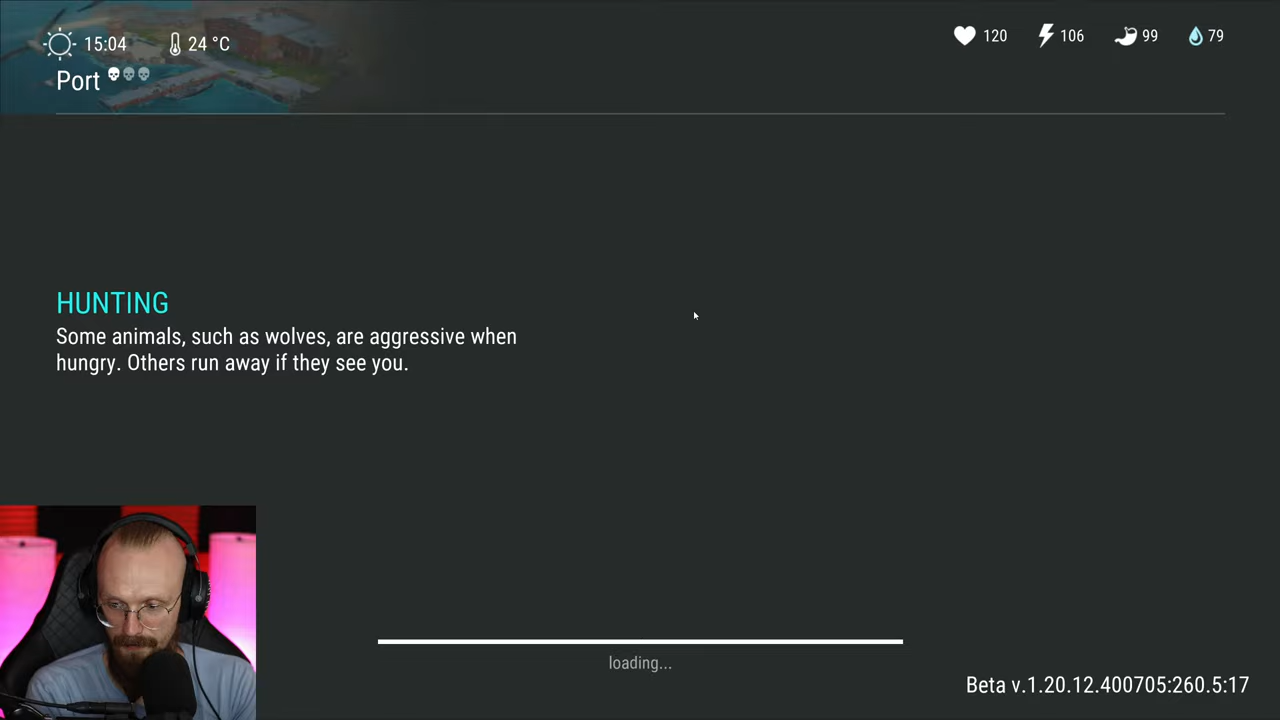 15:04 24 °C 120 106 99 79
Port
HUNTING
Some animals, such as wolves, are aggressive when
hungry. Others run away if they see you.
loading...
Beta v.1.20.12.400705:260.5:17